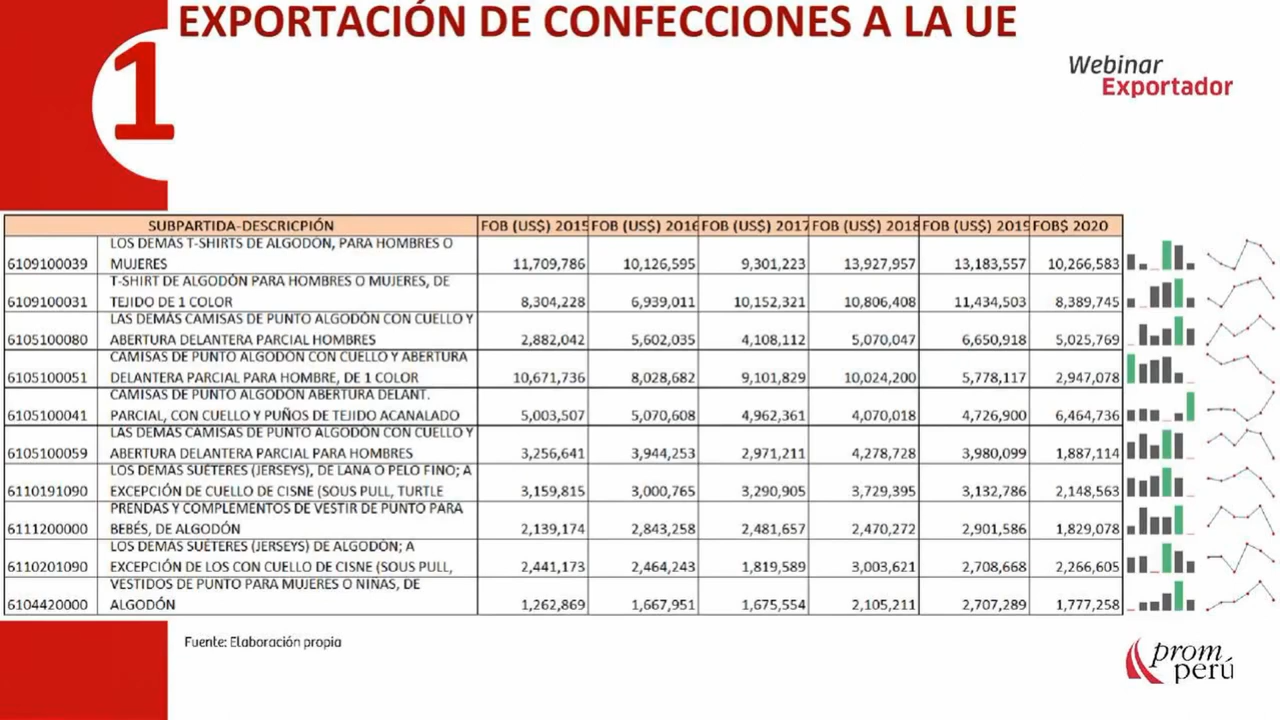 EXPORTACIÓN DE CONFECCIONES A LA UE
1
Webinar
Exportador
SUBPARTIDA-DESCRICPIÓN FOB (US$) 2015 FOB (US$) 2016 FOB (US$) 2017 FOB (US$) 2018 FOB (US$) 2019 FOB$ 2020
LOS DEMÁS T-SHIRTS DE ALGODÓN, PARA HOMBRES O
6109100039 MUJERES 11,709,786 10,126,595 9,301,223 13,927,957 13,183,557 10,266,583
T-SHIRT DE ALGODÓN PARA HOMBRES O MUJERES, DE
6109100031 TEJIDO DE 1 COLOR 8,304,228 6,939,011 10,152,321 10,806,408 11,434,503 8,389,745
LAS DEMÁS CAMISAS DE PUNTO ALGODÓN CON CUELLO Y
6105100080 ABERTURA DELANTERA PARCIAL HOMBRES 2,882,042 5,602,035 4,108,112 5,070,047 6,650,918 5,025,769
CAMISAS DE PUNTO ALGODÓN CON CUELLO Y ABERTURA
6105100051 DELANTERA PARCIAL PARA HOMBRE, DE 1 COLOR 10,671,736 8,028,682 9,101,829 10,024,200 5,778,117 2,947,078
CAMISAS DE PUNTO ALGODÓN ABERTURA DELANT.
6105100041 PARCIAL, CON CUELLO Y PUÑOS DE TEJIDO ACANALADO 5,003,507 5,070,608 4,962,361 4,070,018 4,726,900 6,464,736
LAS DEMÁS CAMISAS DE PUNTO ALGODÓN CON CUELLO Y
6105100059 ABERTURA DELANTERA PARCIAL PARA HOMBRES 3,256,641 3,944,253 2,971,211 4,278,728 3,980,099 1,887,114
LOS DEMÁS SUÉTERES (JERSEYS), DE LANA O PELO FINO; A
6110191090 EXCEPCIÓN DE CUELLO DE CISNE (SOUS PULL, TURTLE 3,159,815 3,000,765 3,290,905 3,729,395 3,132,786 2,148,563
PRENDAS Y COMPLEMENTOS DE VESTIR DE PUNTO PARA
6111200000 BEBÉS, DE ALGODÓN 2,139,174 2,843,258 2,481,657 2,470,272 2,901,586 1,829,078
LOS DEMÁS SUÉTERES (JERSEYS) DE ALGODÓN; A
6110201090 EXCEPCIÓN DE LOS CON CUELLO DE CISNE (SOUS PULL, 2,441,173 2,464,243 1,819,589 3,003,621 2,708,668 2,266,605
VESTIDOS DE PUNTO PARA MUJERES O NIÑAS, DE
6104420000 ALGODÓN 1,262,869 1,667,951 1,675,554 2,105,211 2,707,289 1,777,258
Fuente: Elaboración propia
prom
perú